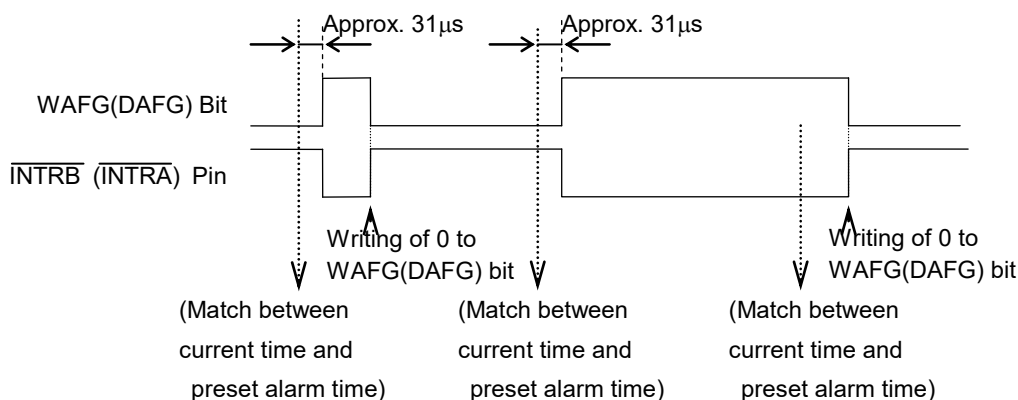 Approx. 31μs Approx. 31μs
WAFG(DAFG) Bit
INTRB (INTRA) Pin
Writing of 0 to
WAFG(DAFG) bit
Writing of 0 to
WAFG(DAFG) bit
(Match between
current time and
preset alarm time)
(Match between
current time and
preset alarm time)
(Match between
current time and
preset alarm time)